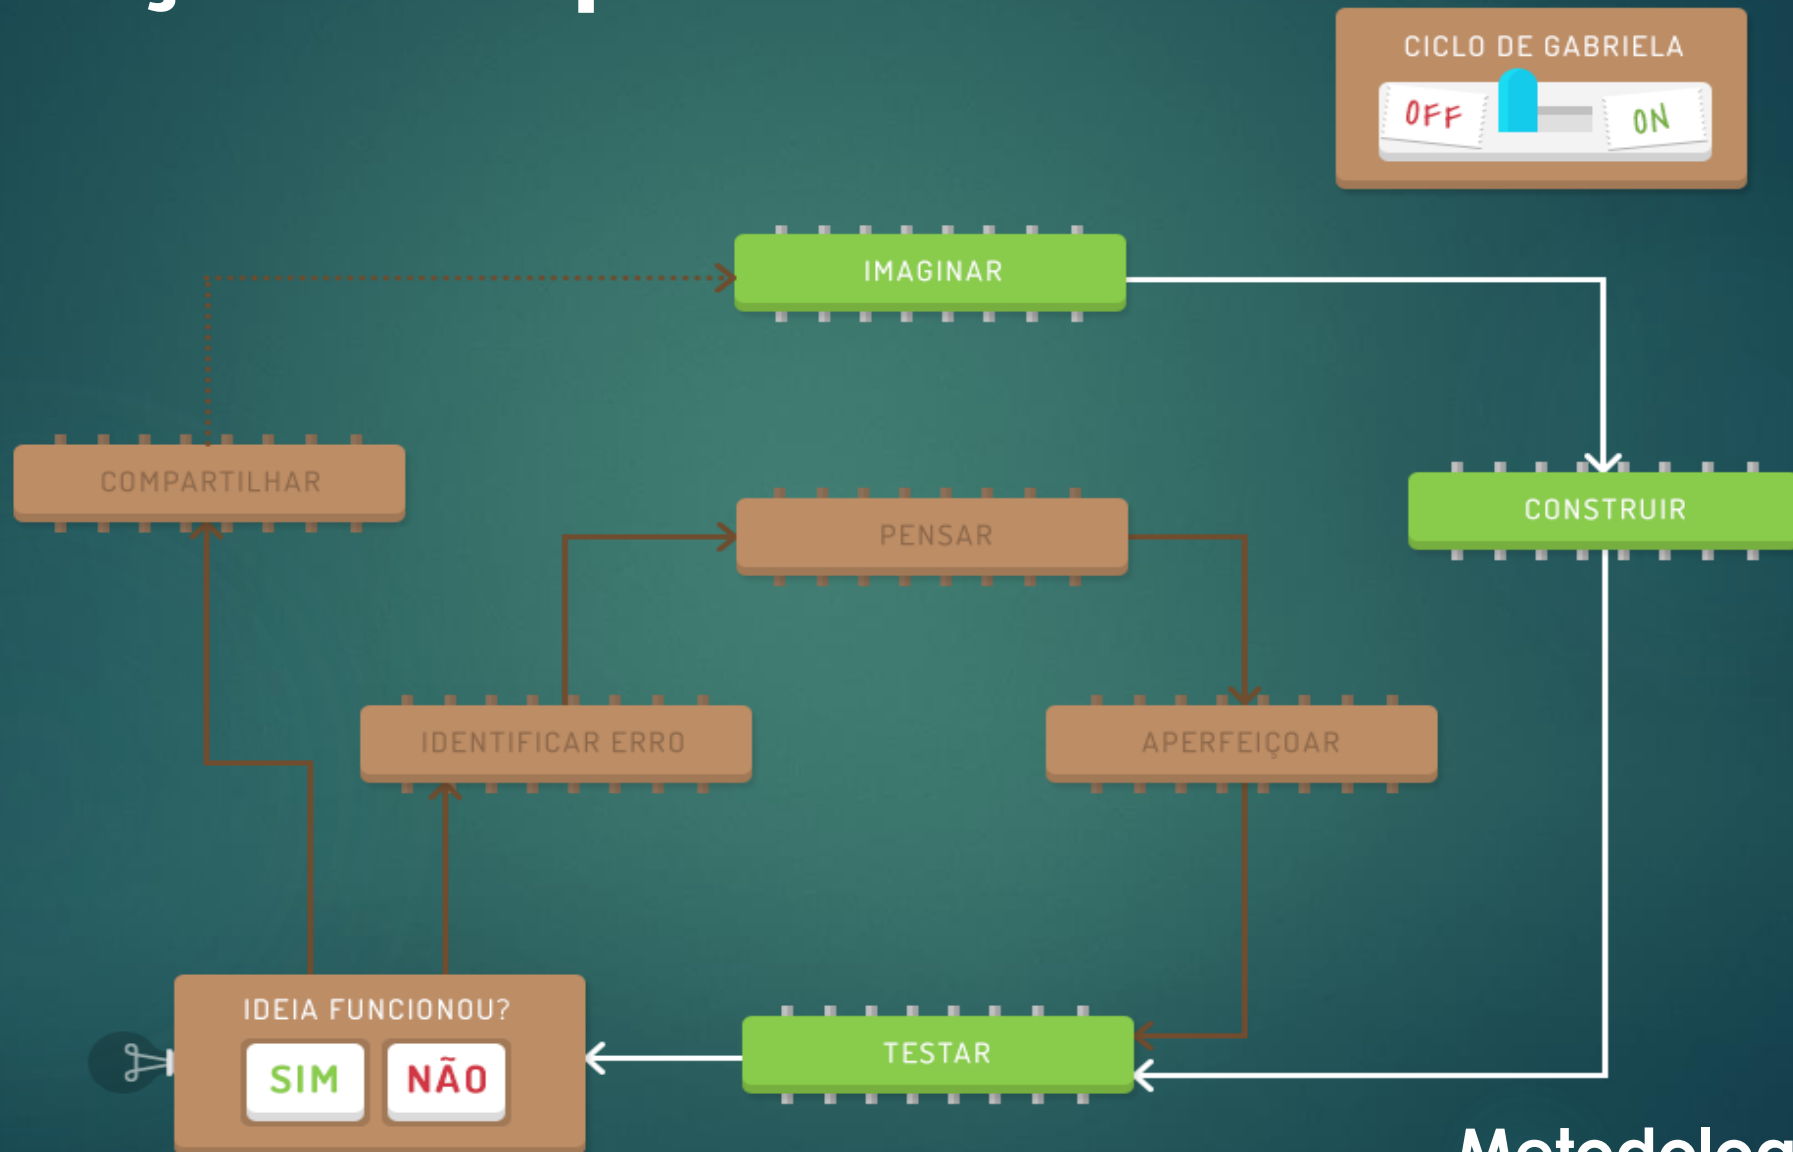 CICLO DE GABRIELA
OFF
ON
IMAGINAR
COMPARTILHAR
PENSAR
CONSTRUIR
IDENTIFICAR ERRO
APERFEIÇOAR
IDEIA FUNCIONOU?
SIM NÃO
TESTAR